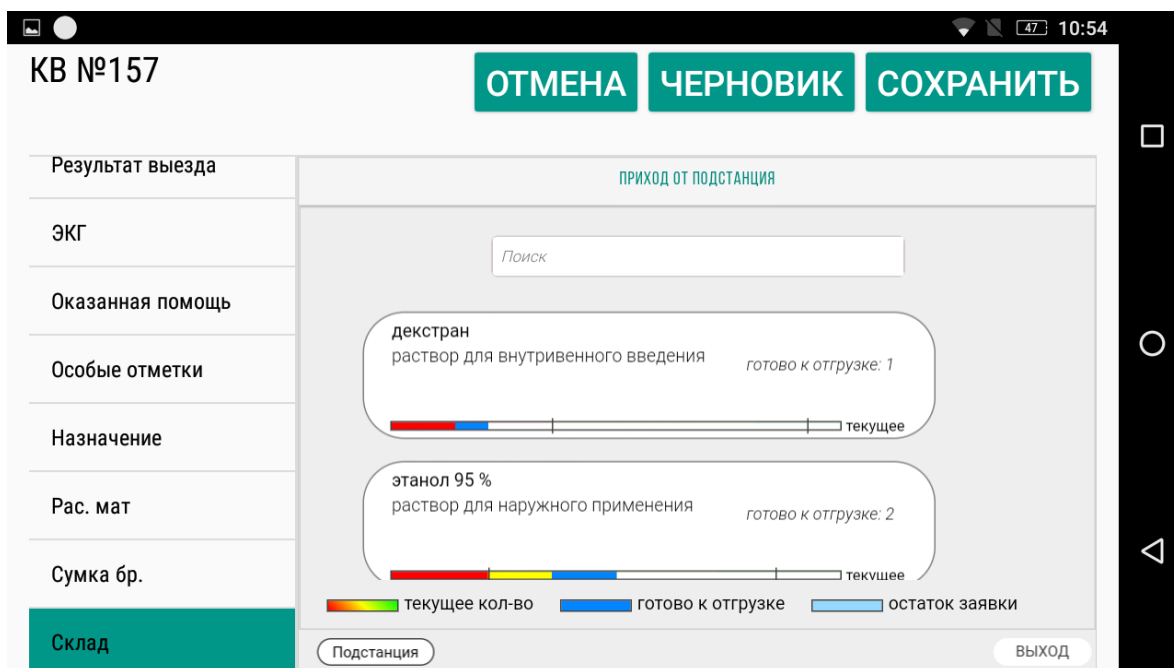 47 10:54
КВ №157
ОТМЕНА ЧЕРНОВИК СОХРАНИТЬ
Результат выезда
ЭКГ
Оказанная помощь
Особые отметки
Назначение
Рас. мат
Сумка бр.
Склад
ПРИХОД ОТ ПОДСТАНЦИЯ
Поиск
декстран
раствор для внутривенного введения
готово к отгрузке: 1
текущее
этанол 95 %
раствор для наружного применения
готово к отгрузке: 2
текущее
текущее кол-во готово к отгрузке остаток заявки
Подстанция ВЫХОД